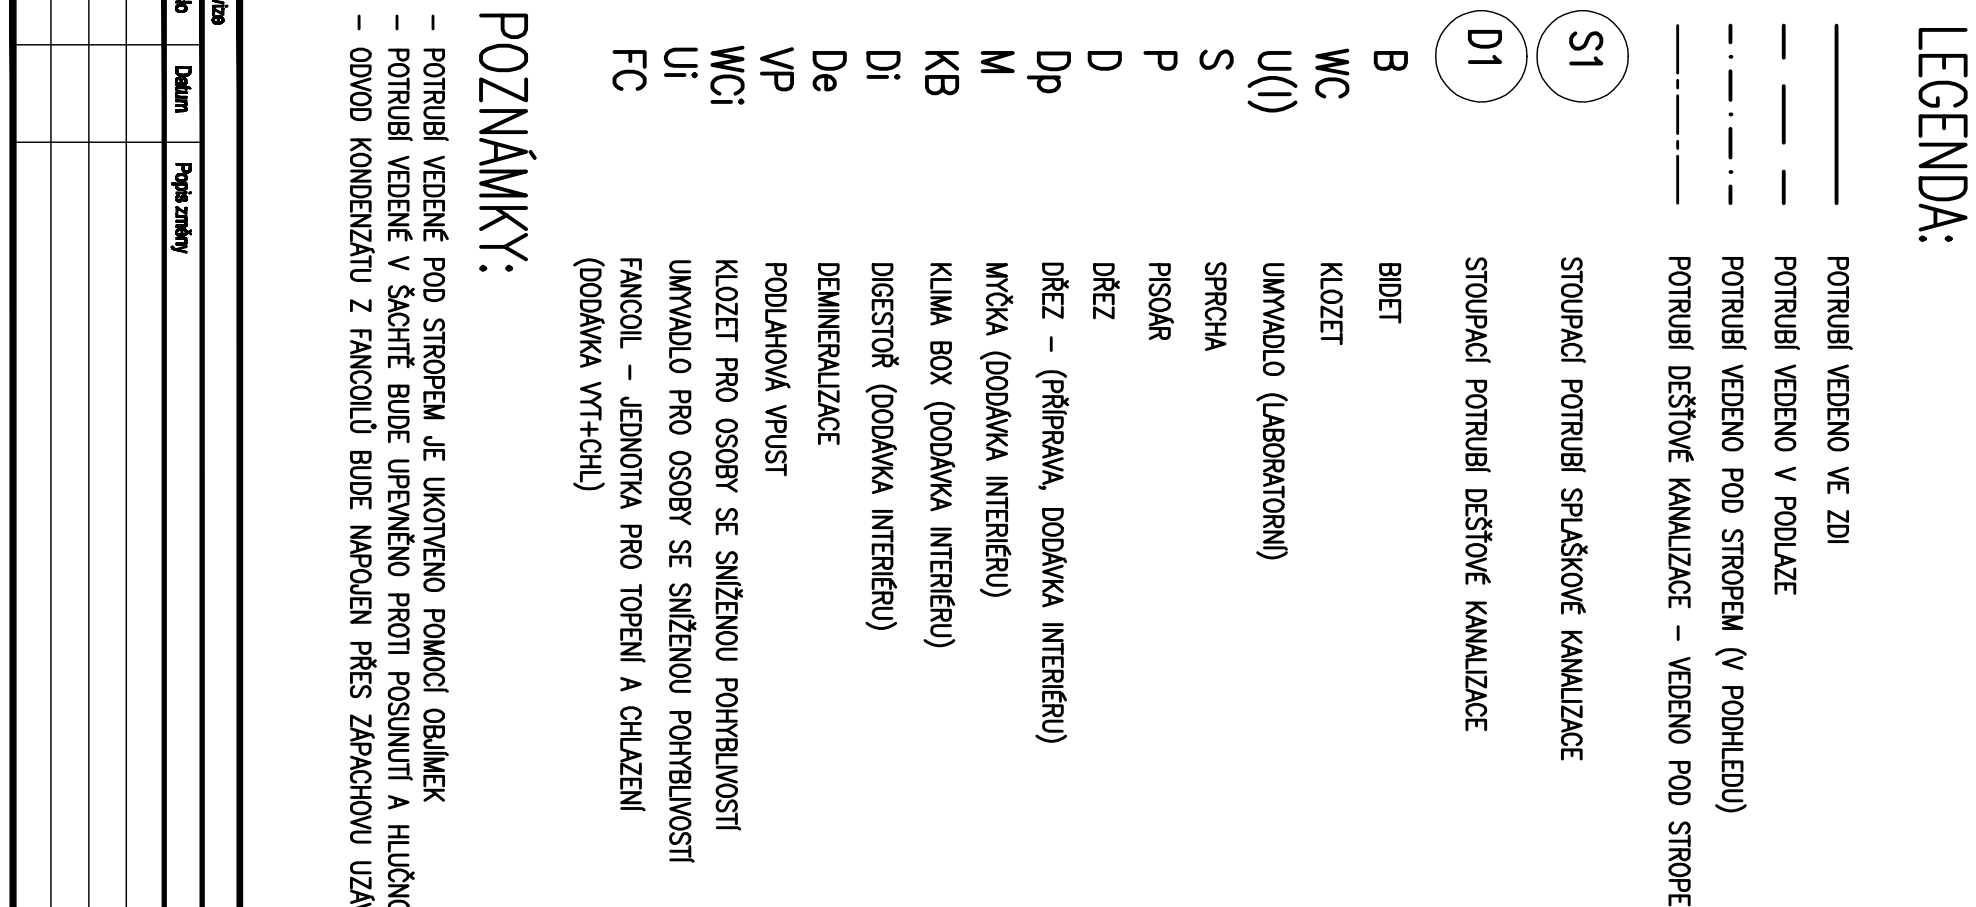 LEGENDA:
POTRUBÍ VEDENO VE ZDI
POTRUBÍ VEDENO V PODLAZE
POTRUBÍ VEDENO POD STROPEM (V PODHLEDU)
POTRUBÍ DEŠŤOVÉ KANALIZACE – VEDENO POD STROPE
S1 STOUPACÍ POTRUBÍ SPLAŠKOVÉ KANALIZACE
D1 STOUPACÍ POTRUBÍ DEŠŤOVÉ KANALIZACE
B BIDET
WC KLOZET
U(l) UMYVADLO (LABORATORNÍ)
S SPRCHA
P PISOÁR
D DŘEZ
Dp DŘEZ – (PŘÍPRAVA, DODÁVKA INTERIÉRU)
M MYČKA (DODÁVKA INTERIÉRU)
KB KLIMA BOX (DODÁVKA INTERIÉRU)
Di DIGESTOŘ (DODÁVKA INTERIÉRU)
De DEMINERALIZACE
VP PODLAHOVÁ VPUST
WCi KLOZET PRO OSOBY SE SNÍŽENOU POHYBLIVOSTÍ
Ui UMYVADLO PRO OSOBY SE SNÍŽENOU POHYBLIVOSTÍ
FC FANCOIL – JEDNOTKA PRO TOPENÍ A CHLAZENÍ
(DODÁVKA VYT+CHL)
POZNÁMKY:
– POTRUBÍ VEDENÉ POD STROPEM JE UKOTVENO POMOCÍ OBJÍMEK
– POTRUBÍ VEDENÉ V ŠACHTĚ BUDE UPEVNĚNO PROTI POSUNUTÍ A HLUČNO
– ODVOD KONDENZÁTU Z FANCOILŮ BUDE NAPOJEN PŘES ZÁPACHOVU UZÁV
Datum Popis změny